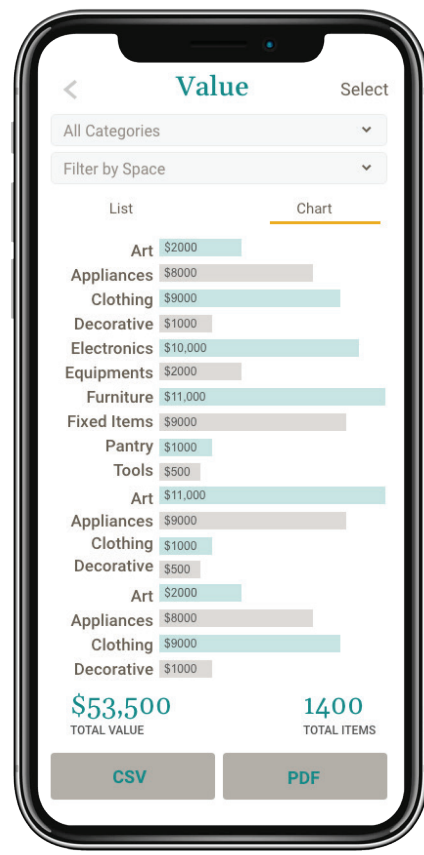 Value
Select
All Categories
Filter by Space
List Chart
Art $2000
Appliances $8000
Clothing $9000
Decorative $1000
Electronics $10,000
Equipments $2000
Furniture $11,000
Fixed Items $9000
Pantry $1000
Tools $500
Art $11,000
Appliances $9000
Clothing $1000
Decorative $500
Art $2000
Appliances $8000
Clothing $9000
Decorative $1000
$53,500 1400
TOTAL VALUE TOTAL ITEMS
CSV PDF